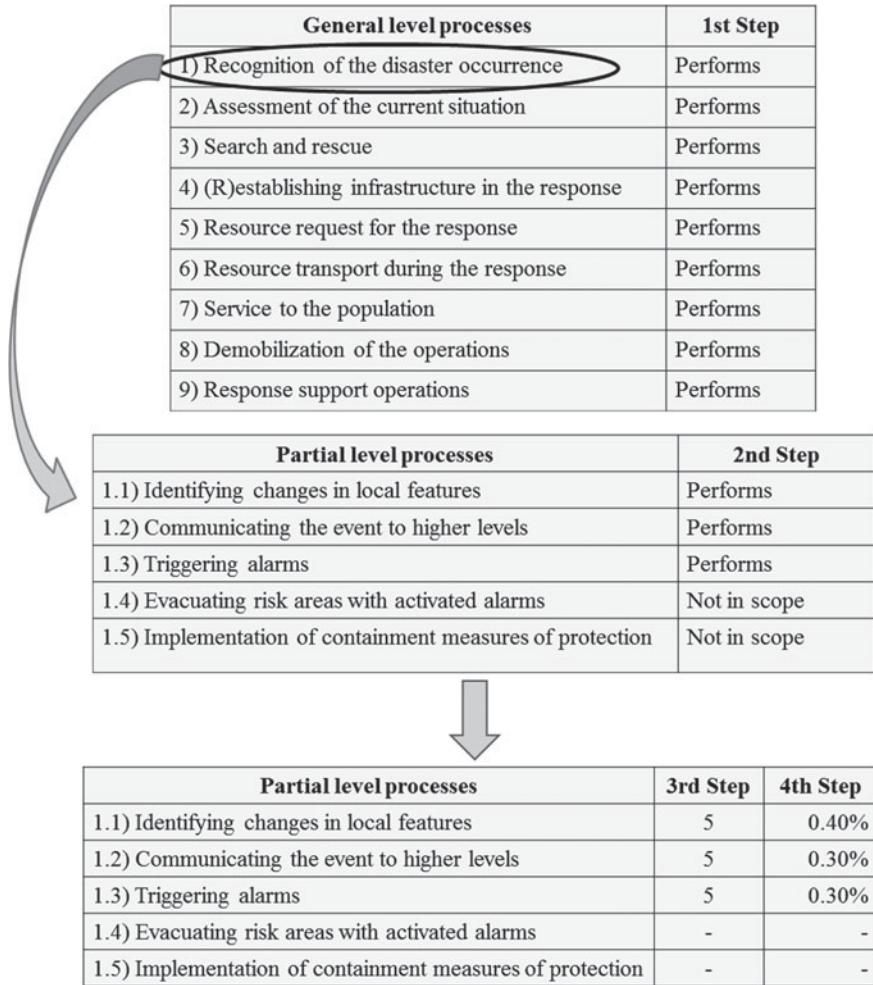 General level processes 1st Step
1) Recognition of the disaster occurrence Performs
2) Assessment of the current situation Performs
3) Search and rescue Performs
4) (R)establishing infrastructure in the response Performs
5) Resource request for the response Performs
6) Resource transport during the response Performs
7) Service to the population Performs
8) Demobilization of the operations Performs
9) Response support operations Performs
Partial level processes 2nd Step
1.1) Identifying changes in local features Performs
1.2) Communicating the event to higher levels Performs
1.3) Triggering alarms Performs
1.4) Evacuating risk areas with activated alarms Not in scope
1.5) Implementation of containment measures of protection Not in scope
Partial level processes 3rd Step 4th Step
1.1) Identifying changes in local features 5 0.40%
1.2) Communicating the event to higher levels 5 0.30%
1.3) Triggering alarms 5 0.30%
1.4) Evacuating risk areas with activated alarms - -
1.5) Implementation of containment measures of protection - -